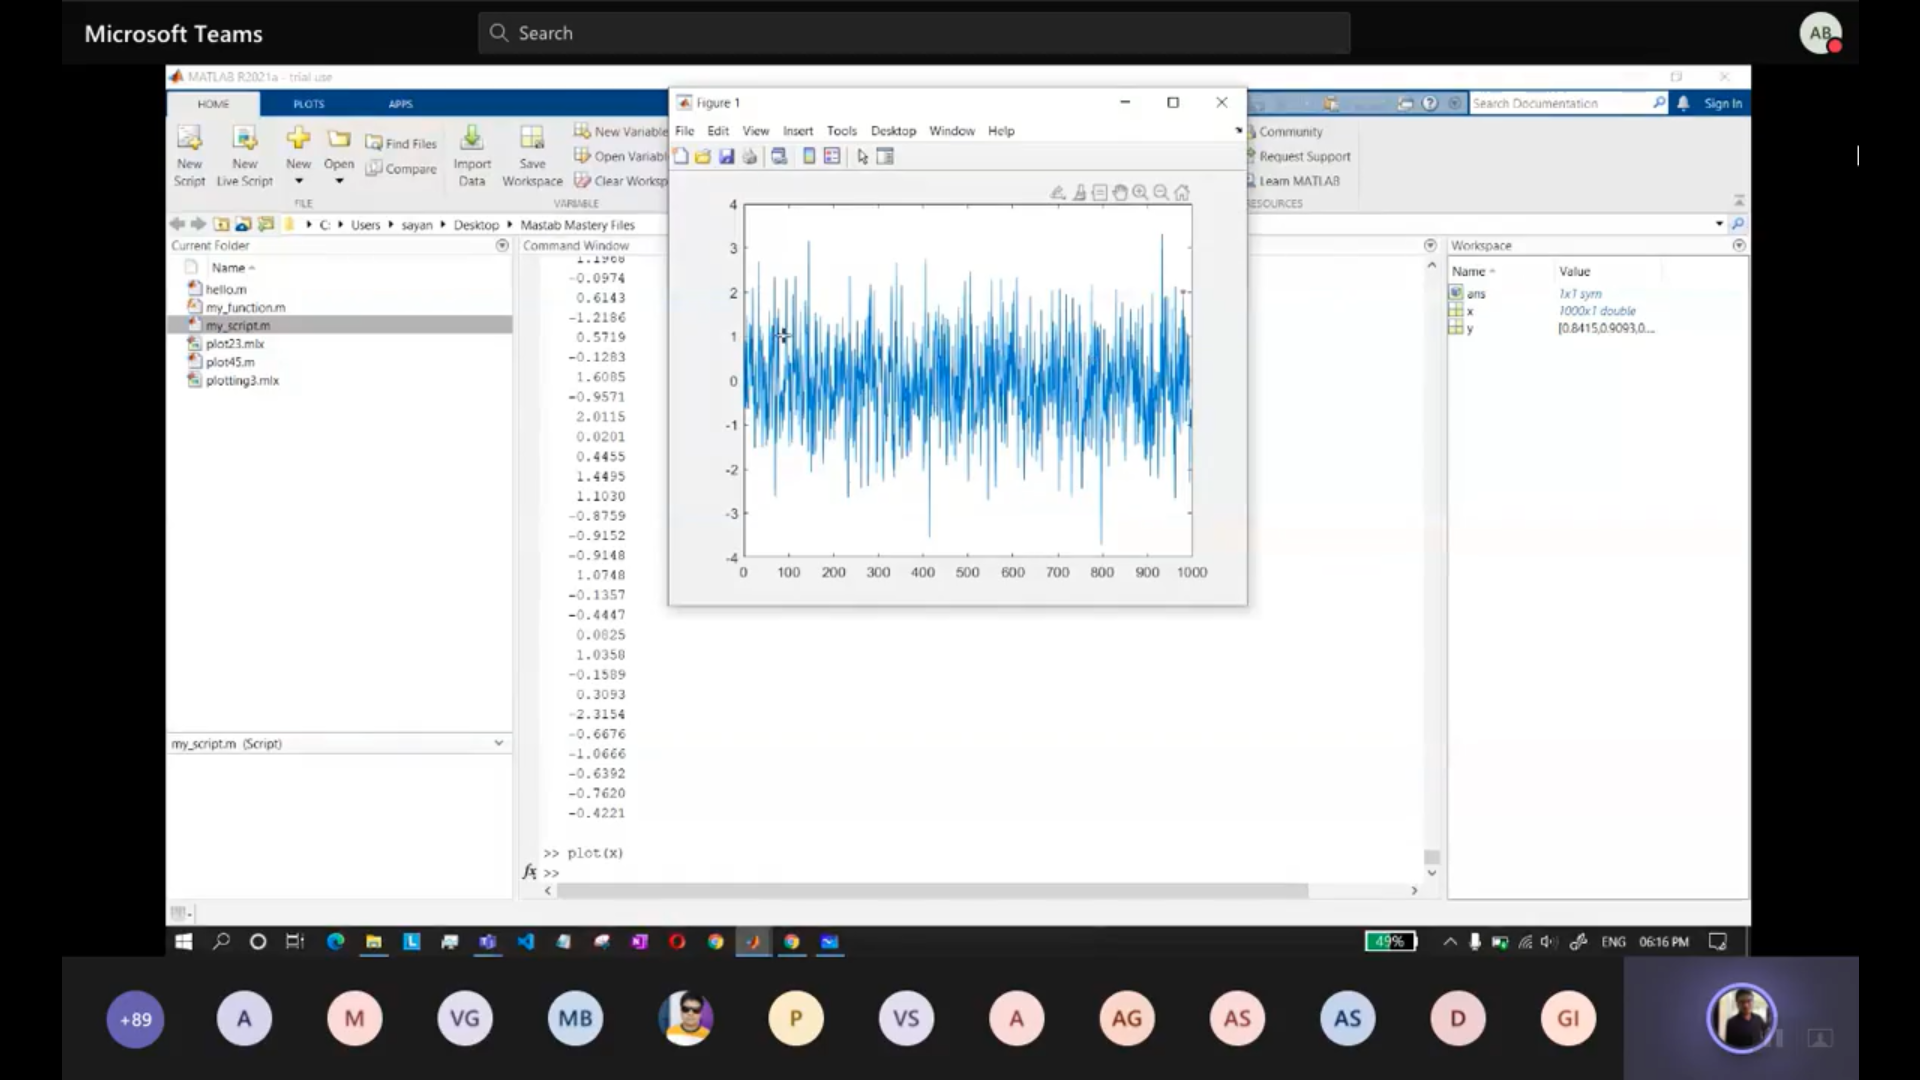 Microsoft Teams
Search
AB
MATLAB R2021a - trial use
HOME
PLOTS
APPS
Search Documentation
Sign In
New Script
New Live Script
New
Open
Find Files
Compare
Import Data
Save Workspace
New Variable
Open Variabl
Clear Worksp
FILE
VARIABLE
Community
Request Support
Learn MATLAB
RESOURCES
C: Users sayan Desktop Mastab Mastery Files
Current Folder
Name
hello.m
my_function.m
my_script.m
plot23.mlx
plot45.m
plotting3.mlx
my_script.m (Script)
Command Window
1.1968
-0.0974
0.6143
-1.2186
0.5719
-0.1283
1.6085
-0.9571
2.0115
0.0201
0.4455
1.4495
1.1030
-0.8759
-0.9152
-0.9148
1.0748
-0.1357
-0.4447
0.0825
1.0358
-0.1589
0.3093
-2.3154
-0.6676
-1.0666
-0.6392
-0.7620
-0.4221
>> plot(x)
fx >>
Figure 1
File Edit View Insert Tools Desktop Window Help
4
3
2
1
0
-1
-2
-3
-4
0 100 200 300 400 500 600 700 800 900 1000
Workspace
Name Value
ans 1x1 sym
x 1000x1 double
y [0.8415,0.9093,0...
49%
ENG 06:16 PM
+89 A M VG MB P VS A AG AS AS D GI